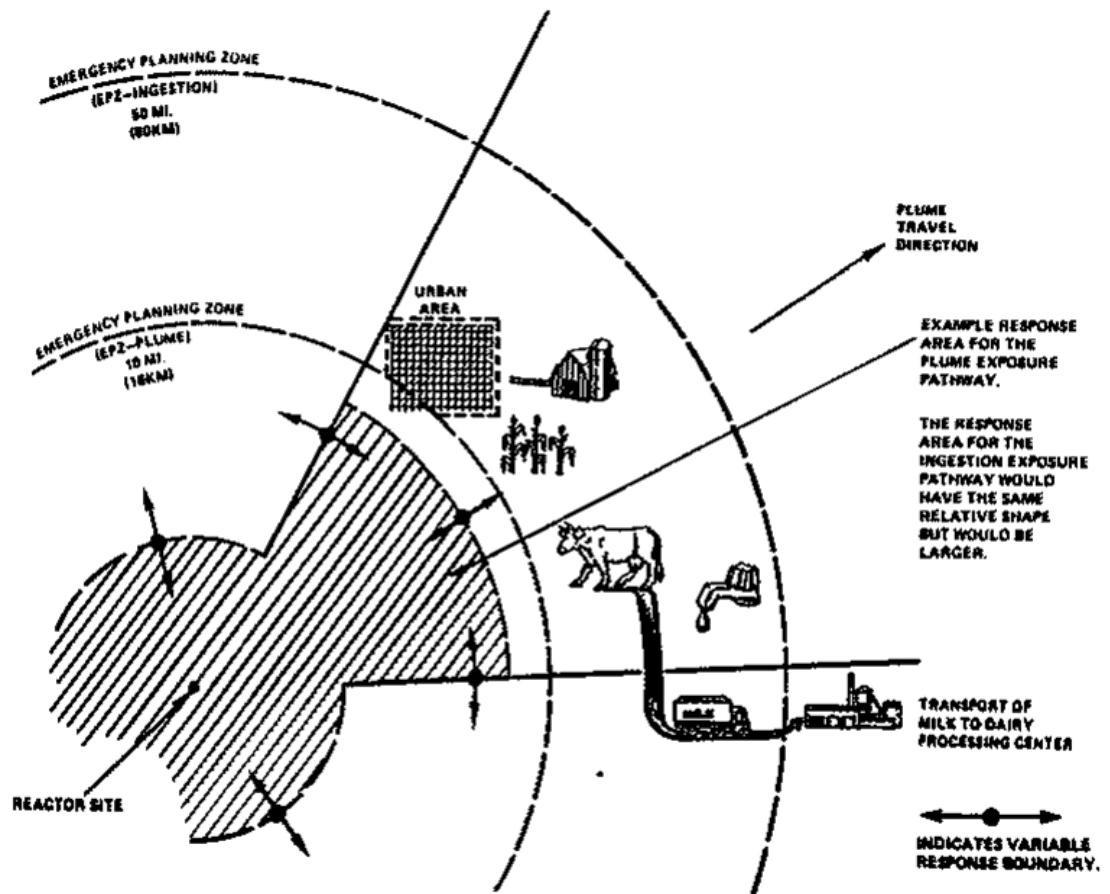 EMERGENCY PLANNING ZONE
(EPZ–INGESTION)
50 MI.
(80KM)
PLUME
TRAVEL
DIRECTION
URBAN
AREA
EMERGENCY PLANNING ZONE
(EPZ–PLUME)
10 MI.
(16KM)
EXAMPLE RESPONSE
AREA FOR THE
PLUME EXPOSURE
PATHWAY.
THE RESPONSE
AREA FOR THE
INGESTION EXPOSURE
PATHWAY WOULD
HAVE THE SAME
RELATIVE SHAPE
BUT WOULD BE
LARGER.
MILK
TRANSPORT OF
MILK TO DAIRY
PROCESSING CENTER
REACTOR SITE
INDICATES VARIABLE
RESPONSE BOUNDARY.